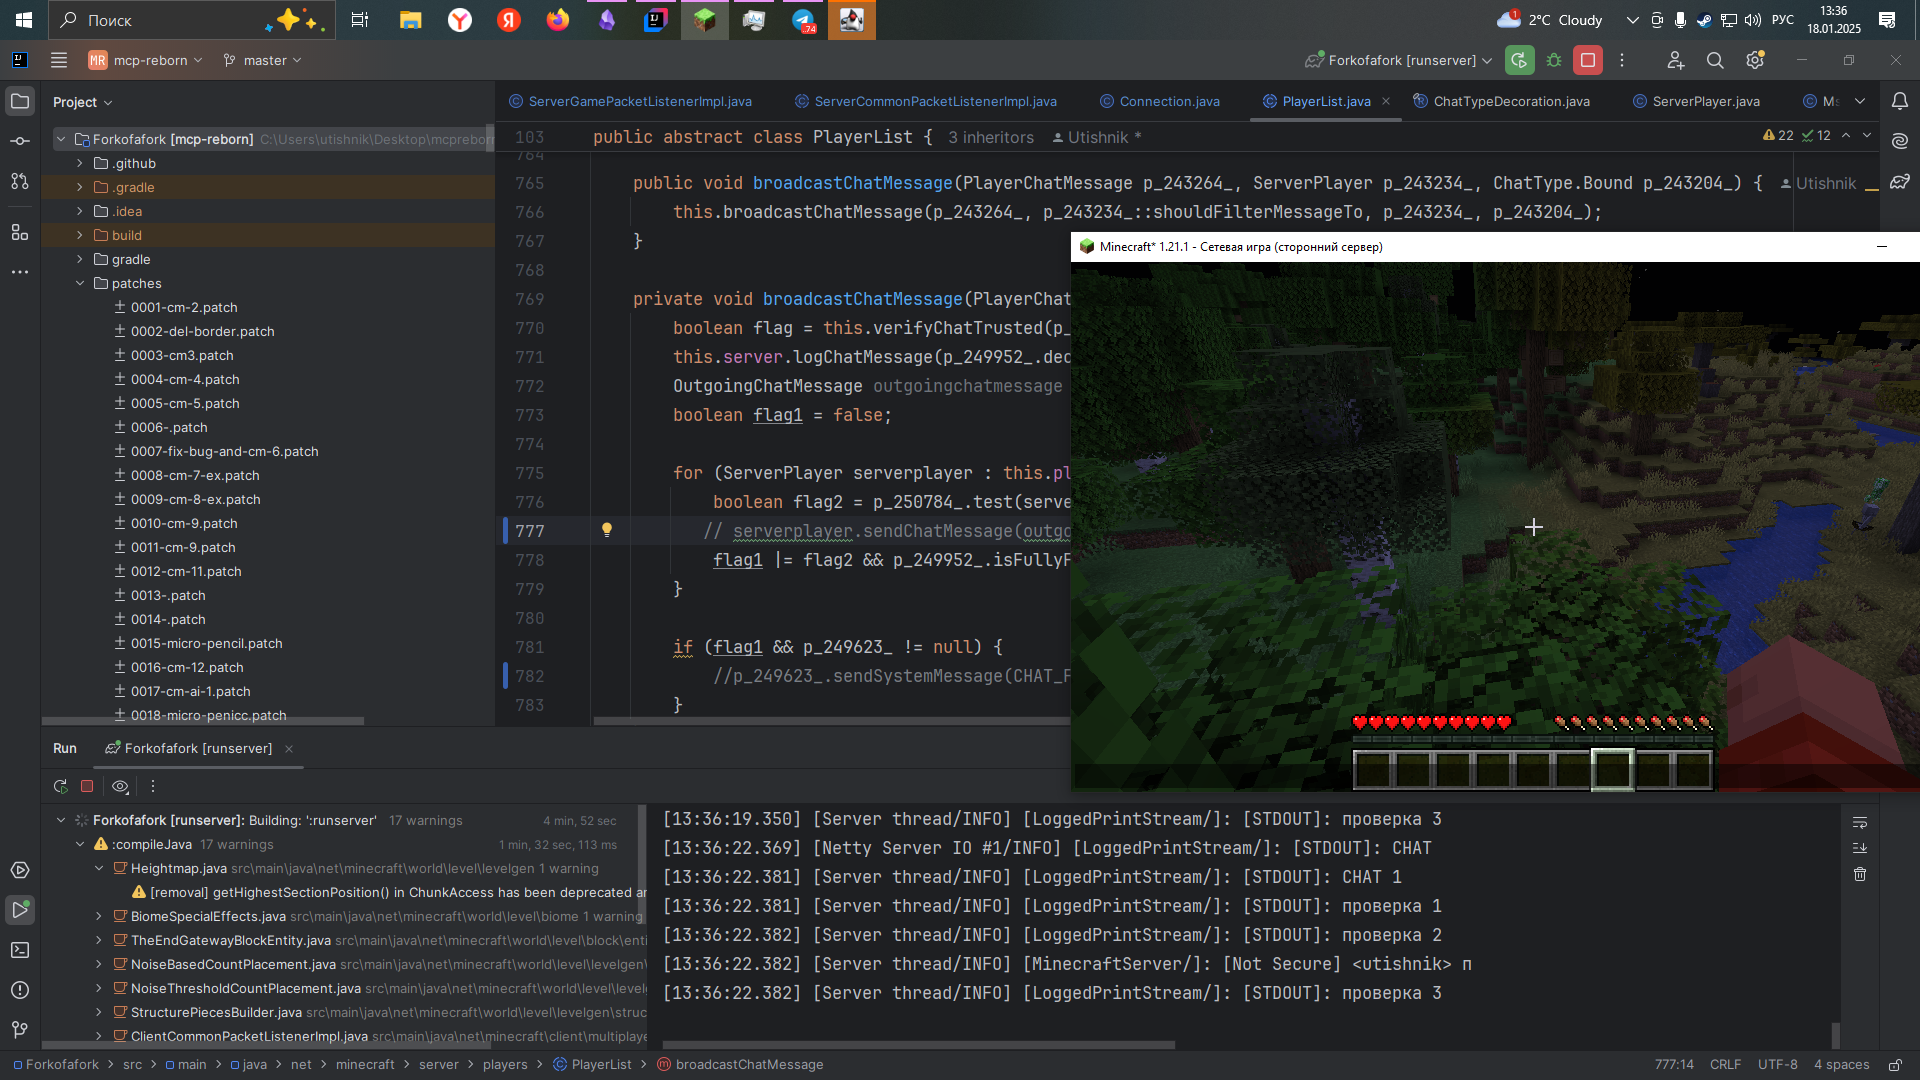 Поиск
74
1
2°C Cloudy
РУС
13:36
18.01.2025
MR mcp-reborn
master
Forkofafork [runserver]
Project
ServerGamePacketListenerImpl.java
ServerCommonPacketListenerImpl.java
Connection.java
PlayerList.java
ChatTypeDecoration.java
ServerPlayer.java
Forkofafork [mcp-reborn] C:\Users\utishnik\Desktop\mcpreborn
.github
.gradle
.idea
build
gradle
patches
0001-cm-2.patch
0002-del-border.patch
0003-cm3.patch
0004-cm-4.patch
0005-cm-5.patch
0006-.patch
0007-fix-bug-and-cm-6.patch
0008-cm-7-ex.patch
0009-cm-8-ex.patch
0010-cm-9.patch
0011-cm-9.patch
0012-cm-11.patch
0013-.patch
0014-.patch
0015-micro-pencil.patch
0016-cm-12.patch
0017-cm-ai-1.patch
0018-micro-penicc.patch
103 public abstract class PlayerList { 3 inheritors Utishnik *
22 12
764
765 public void broadcastChatMessage(PlayerChatMessage p_243264_, ServerPlayer p_243234_, ChatType.Bound p_243204_) { Utishnik
766 this.broadcastChatMessage(p_243264_, p_243234_::shouldFilterMessageTo, p_243234_, p_243204_);
767 }
768
769 private void broadcastChatMessage(PlayerChat
770 boolean flag = this.verifyChatTrusted(p_
771 this.server.logChatMessage(p_249952_.dec
772 OutgoingChatMessage outgoingchatmessage
773 boolean flag1 = false;
774
775 for (ServerPlayer serverplayer : this.pl
776 boolean flag2 = p_250784_.test(serve
777 // serverplayer.sendChatMessage(outgo
778 flag1 |= flag2 && p_249952_.isFullyF
779 }
780
781 if (flag1 && p_249623_ != null) {
782 //p_249623_.sendSystemMessage(CHAT_F
783 }
Minecraft* 1.21.1 - Сетевая игра (сторонний сервер)
Run
Forkofafork [runserver]
Forkofafork [runserver]: Building: ':runserver' 17 warnings 4 min, 52 sec
:compileJava 17 warnings 1 min, 32 sec, 113 ms
Heightmap.java src\main\java\net\minecraft\world\level\levelgen 1 warning
[removal] getHighestSectionPosition() in ChunkAccess has been deprecated ar
BiomeSpecialEffects.java src\main\java\net\minecraft\world\level\biome 1 warning
TheEndGatewayBlockEntity.java src\main\java\net\minecraft\world\level\block\enti
NoiseBasedCountPlacement.java src\main\java\net\minecraft\world\level\levelgen\
NoiseThresholdCountPlacement.java src\main\java\net\minecraft\world\level\level
StructurePiecesBuilder.java src\main\java\net\minecraft\world\level\levelgen\struc
ClientCommonPacketListenerImpl.java src\main\java\net\minecraft\client\multiplaye
[13:36:19.350] [Server thread/INFO] [LoggedPrintStream/]: [STDOUT]: проверка 3
[13:36:22.369] [Netty Server IO #1/INFO] [LoggedPrintStream/]: [STDOUT]: CHAT
[13:36:22.381] [Server thread/INFO] [LoggedPrintStream/]: [STDOUT]: CHAT 1
[13:36:22.381] [Server thread/INFO] [LoggedPrintStream/]: [STDOUT]: проверка 1
[13:36:22.382] [Server thread/INFO] [LoggedPrintStream/]: [STDOUT]: проверка 2
[13:36:22.382] [Server thread/INFO] [MinecraftServer/]: [Not Secure] <utishnik> п
[13:36:22.382] [Server thread/INFO] [LoggedPrintStream/]: [STDOUT]: проверка 3
Forkofafork > src > main > java > net > minecraft > server > players > PlayerList > broadcastChatMessage
777:14 CRLF UTF-8 4 spaces